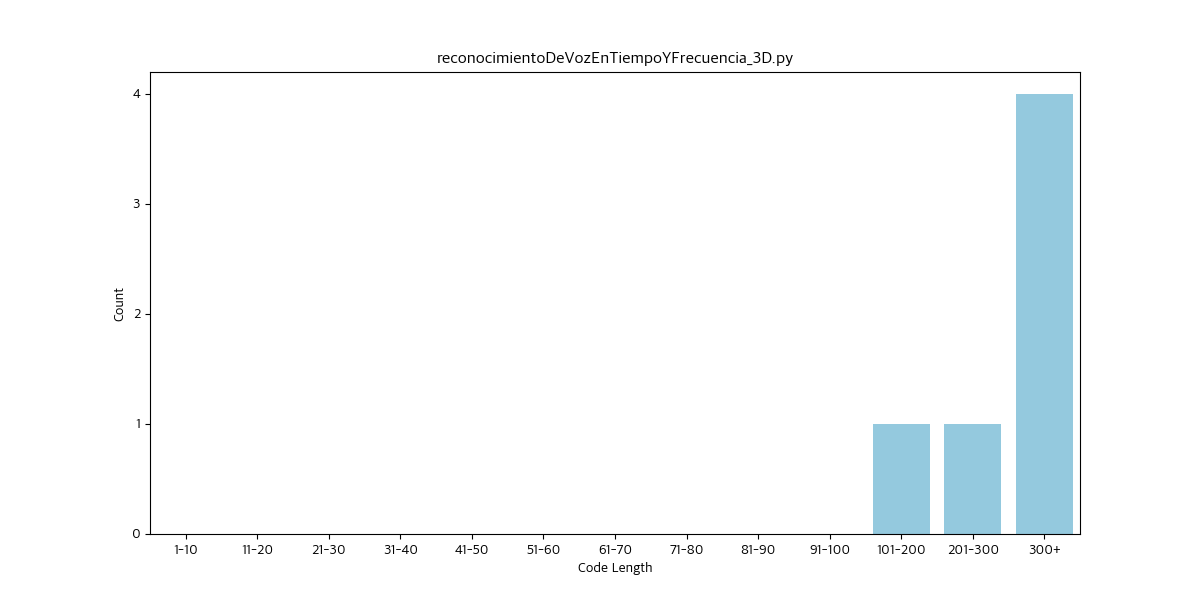 reconocimientoDeVozEnTiempoYFrecuencia_3D.py
4
3
2
1
0
Count
1-10 11-20 21-30 31-40 41-50 51-60 61-70 71-80 81-90 91-100 101-200 201-300 300+
Code Length